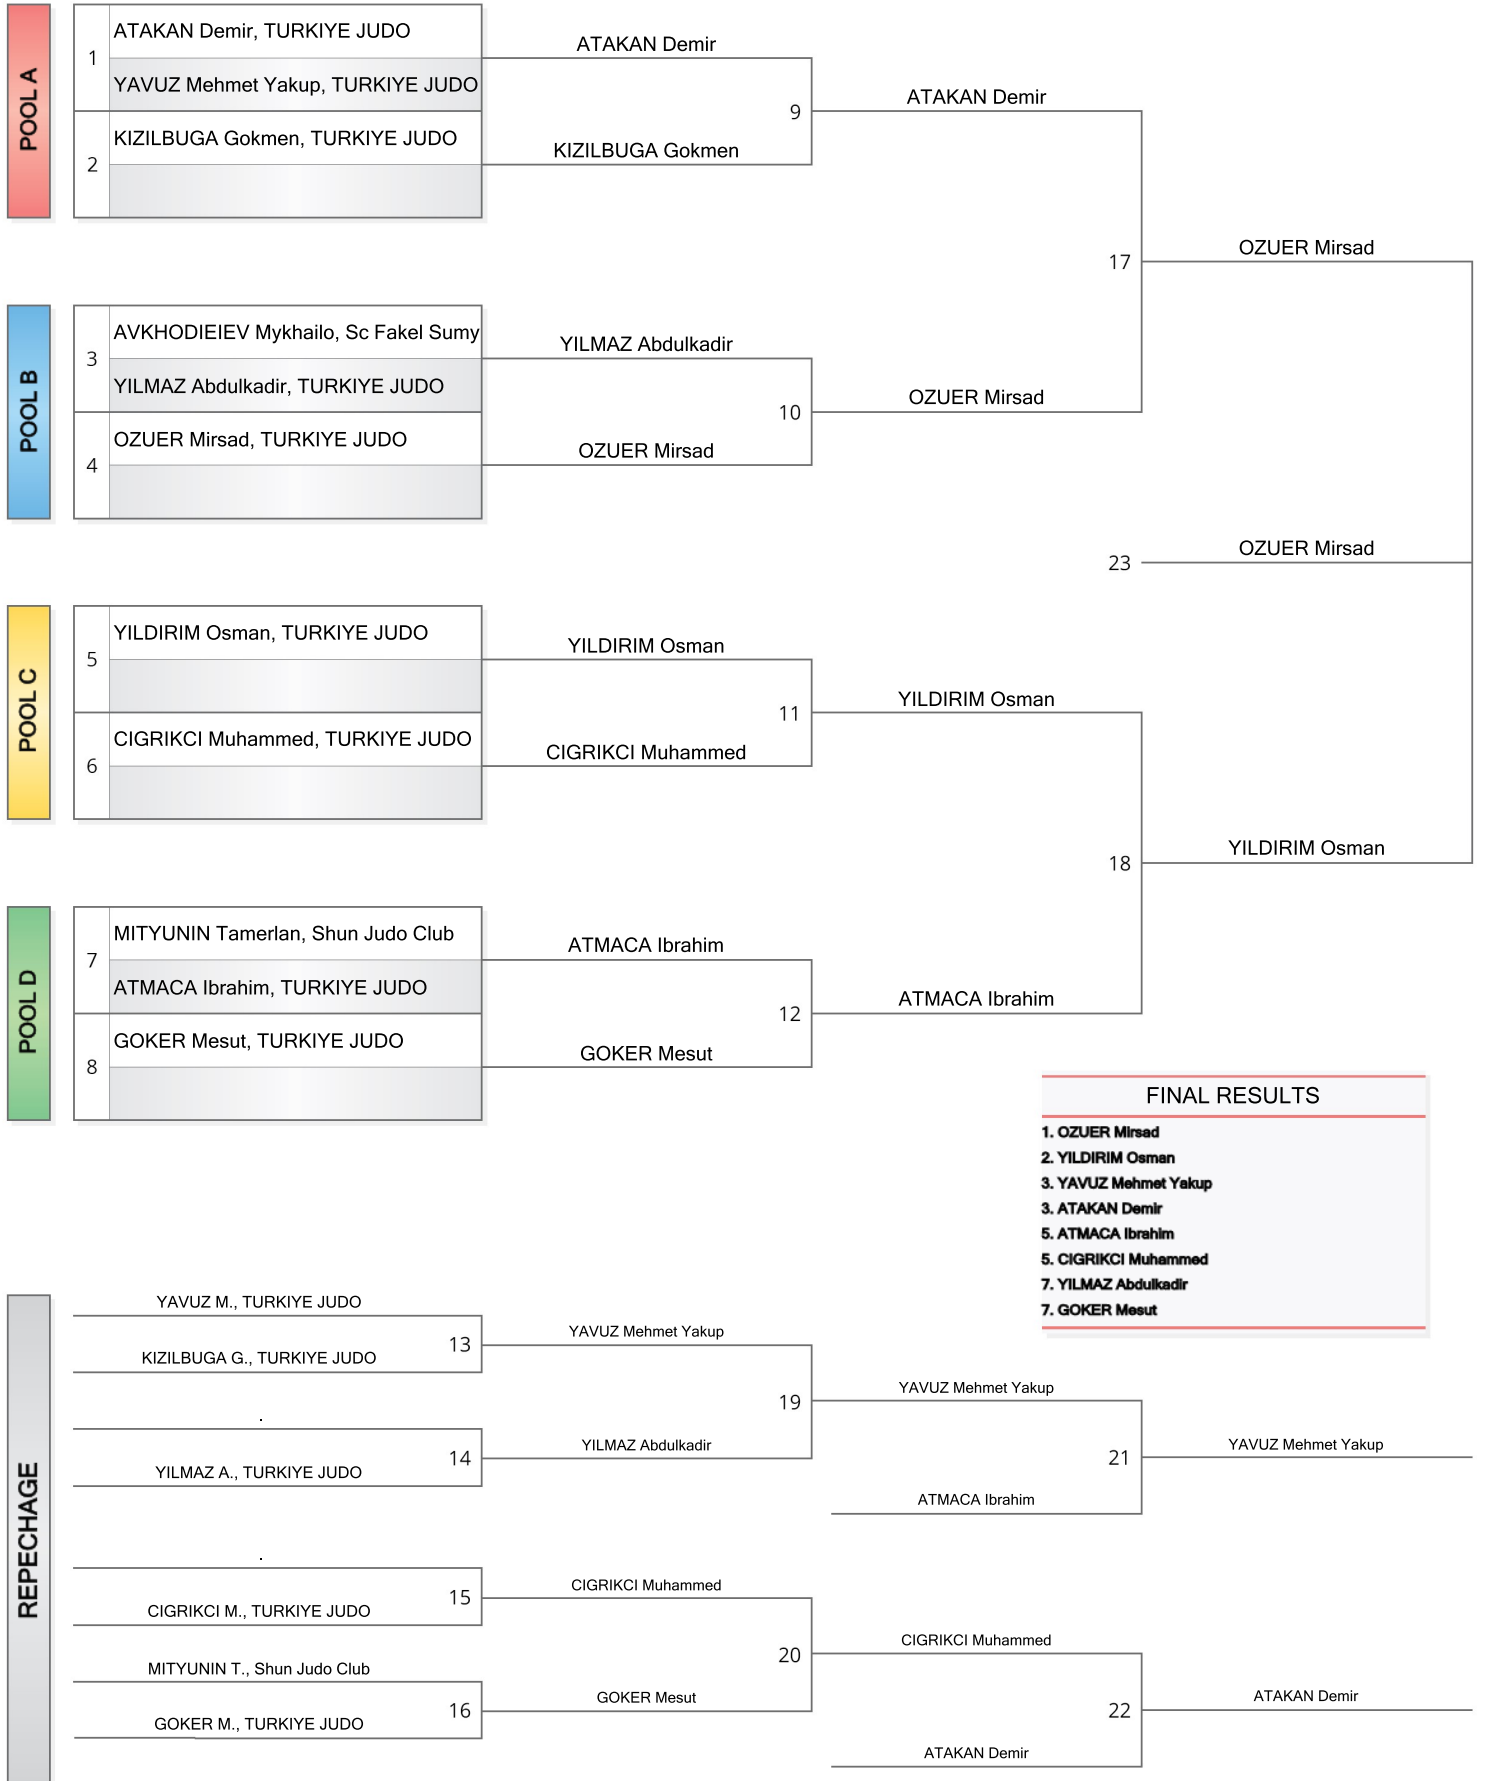 POOL A
1
ATAKAN Demir, TURKIYE JUDO
YAVUZ Mehmet Yakup, TURKIYE JUDO
2
KIZILBUGA Gokmen, TURKIYE JUDO
ATAKAN Demir
KIZILBUGA Gokmen
9
ATAKAN Demir
17
OZUER Mirsad
POOL B
3
AVKHODIEIEV Mykhailo, Sc Fakel Sumy
YILMAZ Abdulkadir, TURKIYE JUDO
4
OZUER Mirsad, TURKIYE JUDO
YILMAZ Abdulkadir
OZUER Mirsad
10
OZUER Mirsad
23
OZUER Mirsad
POOL C
5
YILDIRIM Osman, TURKIYE JUDO
6
CIGRIKCI Muhammed, TURKIYE JUDO
YILDIRIM Osman
CIGRIKCI Muhammed
11
YILDIRIM Osman
18
YILDIRIM Osman
POOL D
7
MITYUNIN Tamerlan, Shun Judo Club
ATMACA Ibrahim, TURKIYE JUDO
8
GOKER Mesut, TURKIYE JUDO
ATMACA Ibrahim
GOKER Mesut
12
ATMACA Ibrahim
FINAL RESULTS
1. OZUER Mirsad
2. YILDIRIM Osman
3. YAVUZ Mehmet Yakup
3. ATAKAN Demir
5. ATMACA Ibrahim
5. CIGRIKCI Muhammed
7. YILMAZ Abdulkadir
7. GOKER Mesut
REPECHAGE
YAVUZ M., TURKIYE JUDO
KIZILBUGA G., TURKIYE JUDO
13
YAVUZ Mehmet Yakup
.
YILMAZ A., TURKIYE JUDO
14
YILMAZ Abdulkadir
19
YAVUZ Mehmet Yakup
ATMACA Ibrahim
21
YAVUZ Mehmet Yakup
.
CIGRIKCI M., TURKIYE JUDO
15
CIGRIKCI Muhammed
MITYUNIN T., Shun Judo Club
GOKER M., TURKIYE JUDO
16
GOKER Mesut
20
CIGRIKCI Muhammed
ATAKAN Demir
22
ATAKAN Demir